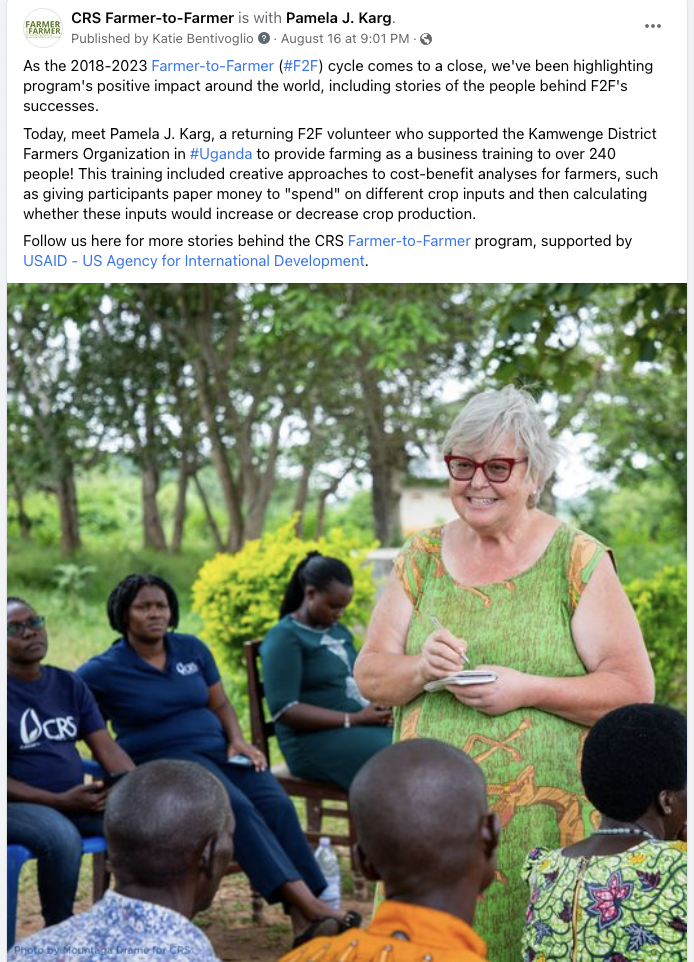 FARMER
FARMER
CRS Farmer-to-Farmer is with Pamela J. Karg.
Published by Katie Bentivoglio · August 16 at 9:01 PM ·
As the 2018-2023 Farmer-to-Farmer (#F2F) cycle comes to a close, we've been highlighting
program's positive impact around the world, including stories of the people behind F2F's
successes.
Today, meet Pamela J. Karg, a returning F2F volunteer who supported the Kamwenge District
Farmers Organization in #Uganda to provide farming as a business training to over 240
people! This training included creative approaches to cost-benefit analyses for farmers, such
as giving participants paper money to "spend" on different crop inputs and then calculating
whether these inputs would increase or decrease crop production.
Follow us here for more stories behind the CRS Farmer-to-Farmer program, supported by
USAID - US Agency for International Development.
CRS
CRS
Photo by Mountaga Drame for CRS